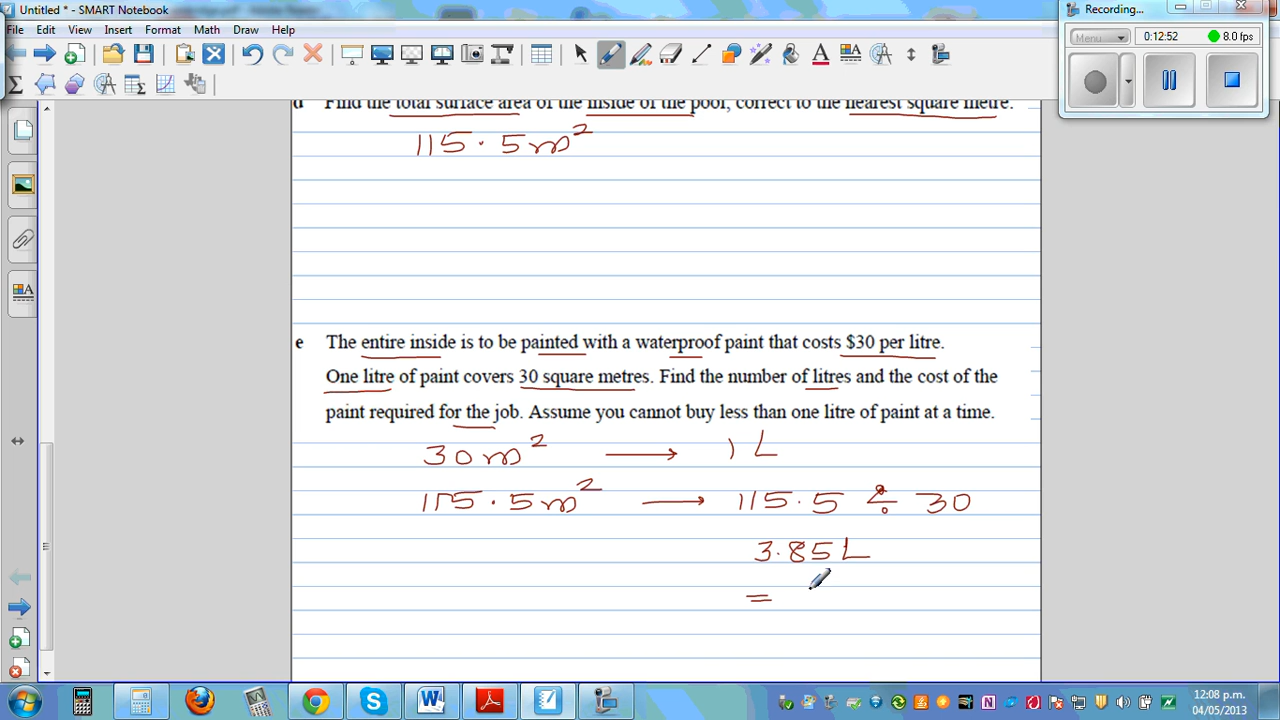 Untitled * - SMART Notebook
Recording...
File Edit View Insert Format Math Draw Help
Menu 0:12:52 8.0 fps
d Find the total surface area of the inside of the pool, correct to the nearest square metre.
115.5 m²
e The entire inside is to be painted with a waterproof paint that costs $30 per litre.
One litre of paint covers 30 square metres. Find the number of litres and the cost of the
paint required for the job. Assume you cannot buy less than one litre of paint at a time.
30 m² → 1 L
115.5 m² → 115.5 ÷ 30
3.85 L
=
12:08 p.m.
04/05/2013